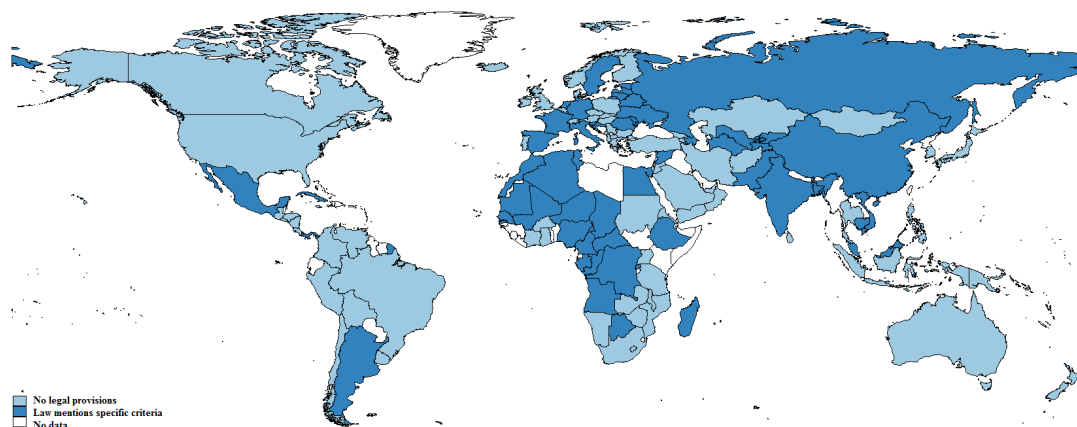 No legal provisions
Law mentions specific criteria
No data